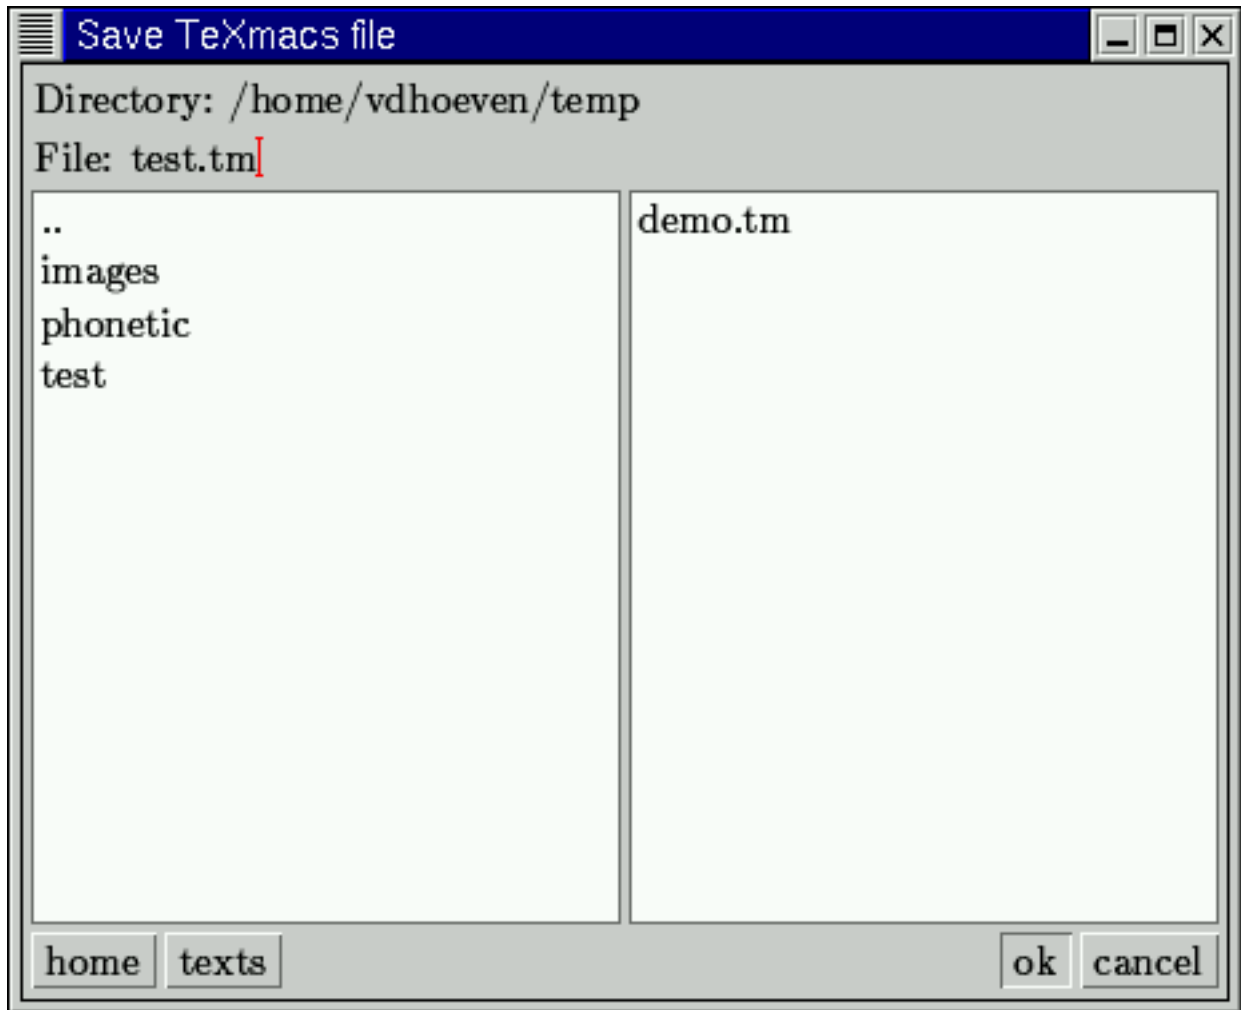 Save TeXmacs file
Directory: /home/vdhoeven/temp
File: test.tm
..
images
phonetic
test
demo.tm
home texts ok cancel